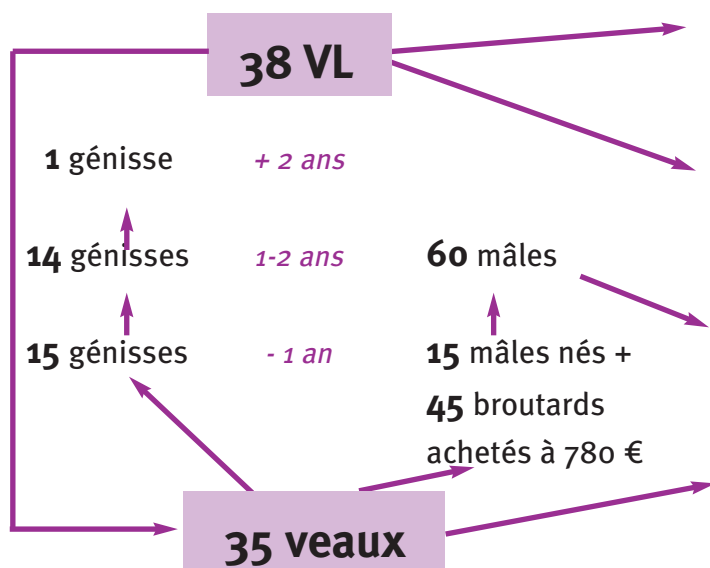 38 VL
1 génisse + 2 ans
14 génisses 1-2 ans 60 mâles
15 génisses - 1 an 15 mâles nés +
45 broutards
achetés à 780 €
35 veaux